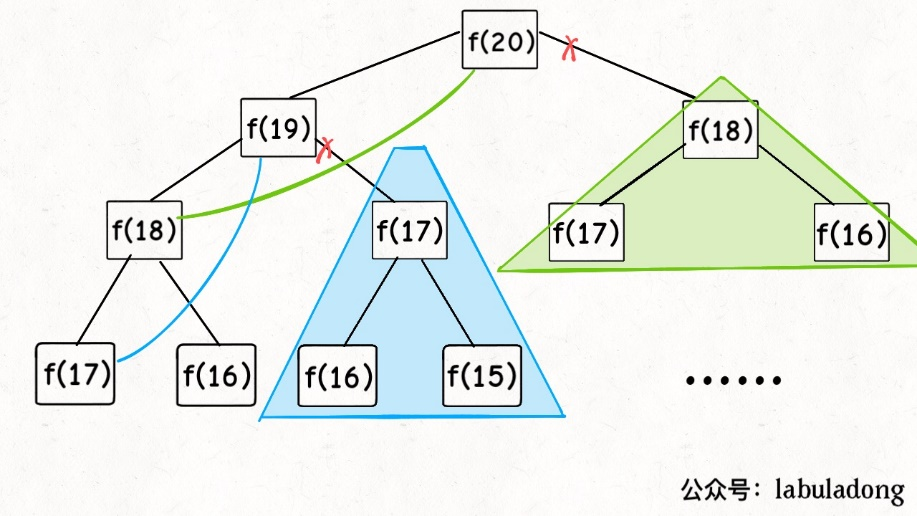 f(20)
f(19)
f(18)
f(18)
f(17)
f(17)
f(16)
f(17)
f(16)
f(16)
f(15)
......
公众号：labuladong